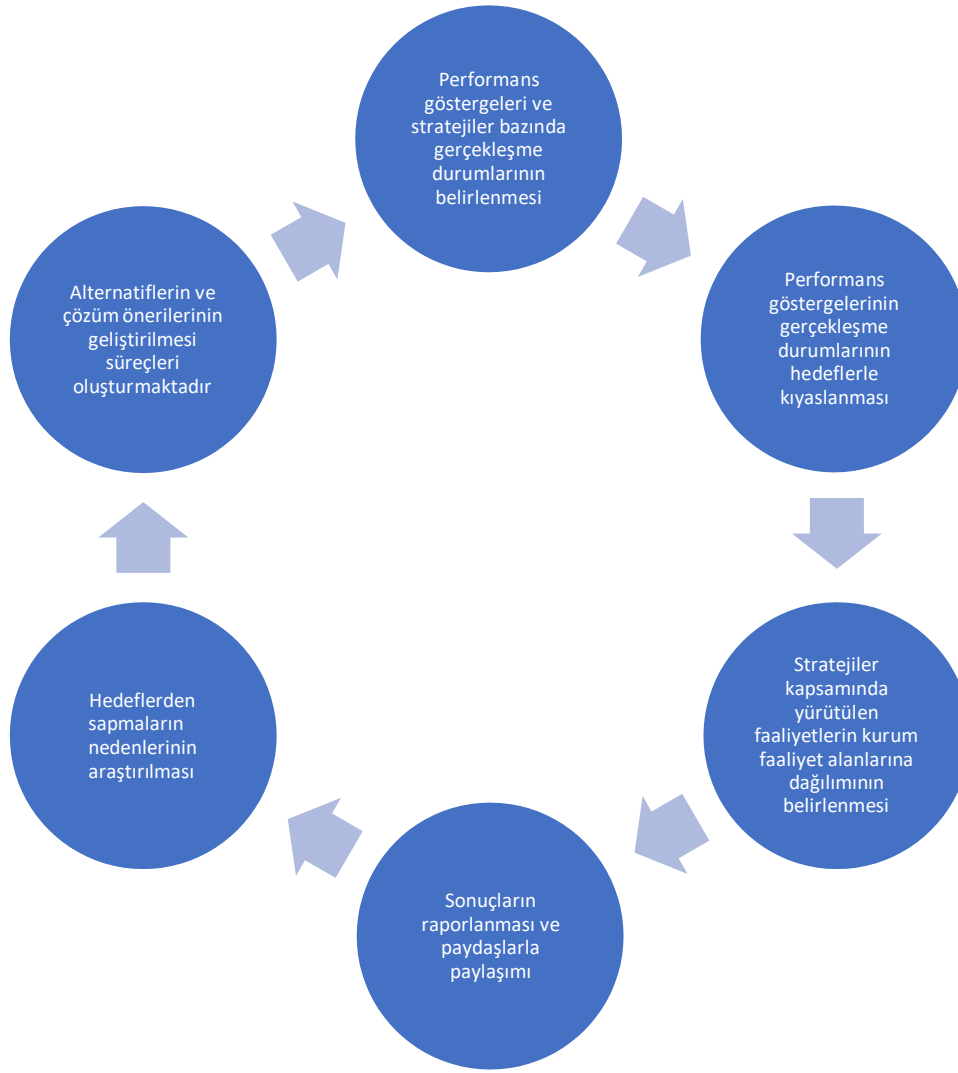 Performans
göstergeleri ve
stratejiler bazında
gerçekleşme
durumlarının
belirlenmesi
Performans
göstergelerinin
gerçekleşme
durumlarının
hedeflerle
kıyaslanması
Stratejiler
kapsamında
yürütülen
faaliyetlerin kurum
faaliyet alanlarına
dağılımının
belirlenmesi
Sonuçların
raporlanması ve
paydaşlarla
paylaşımı
Hedeflerden
sapmaların
nedenlerinin
araştırılması
Alternatiflerin ve
çözüm önerilerinin
geliştirilmesi
süreçleri
oluşturmaktadır